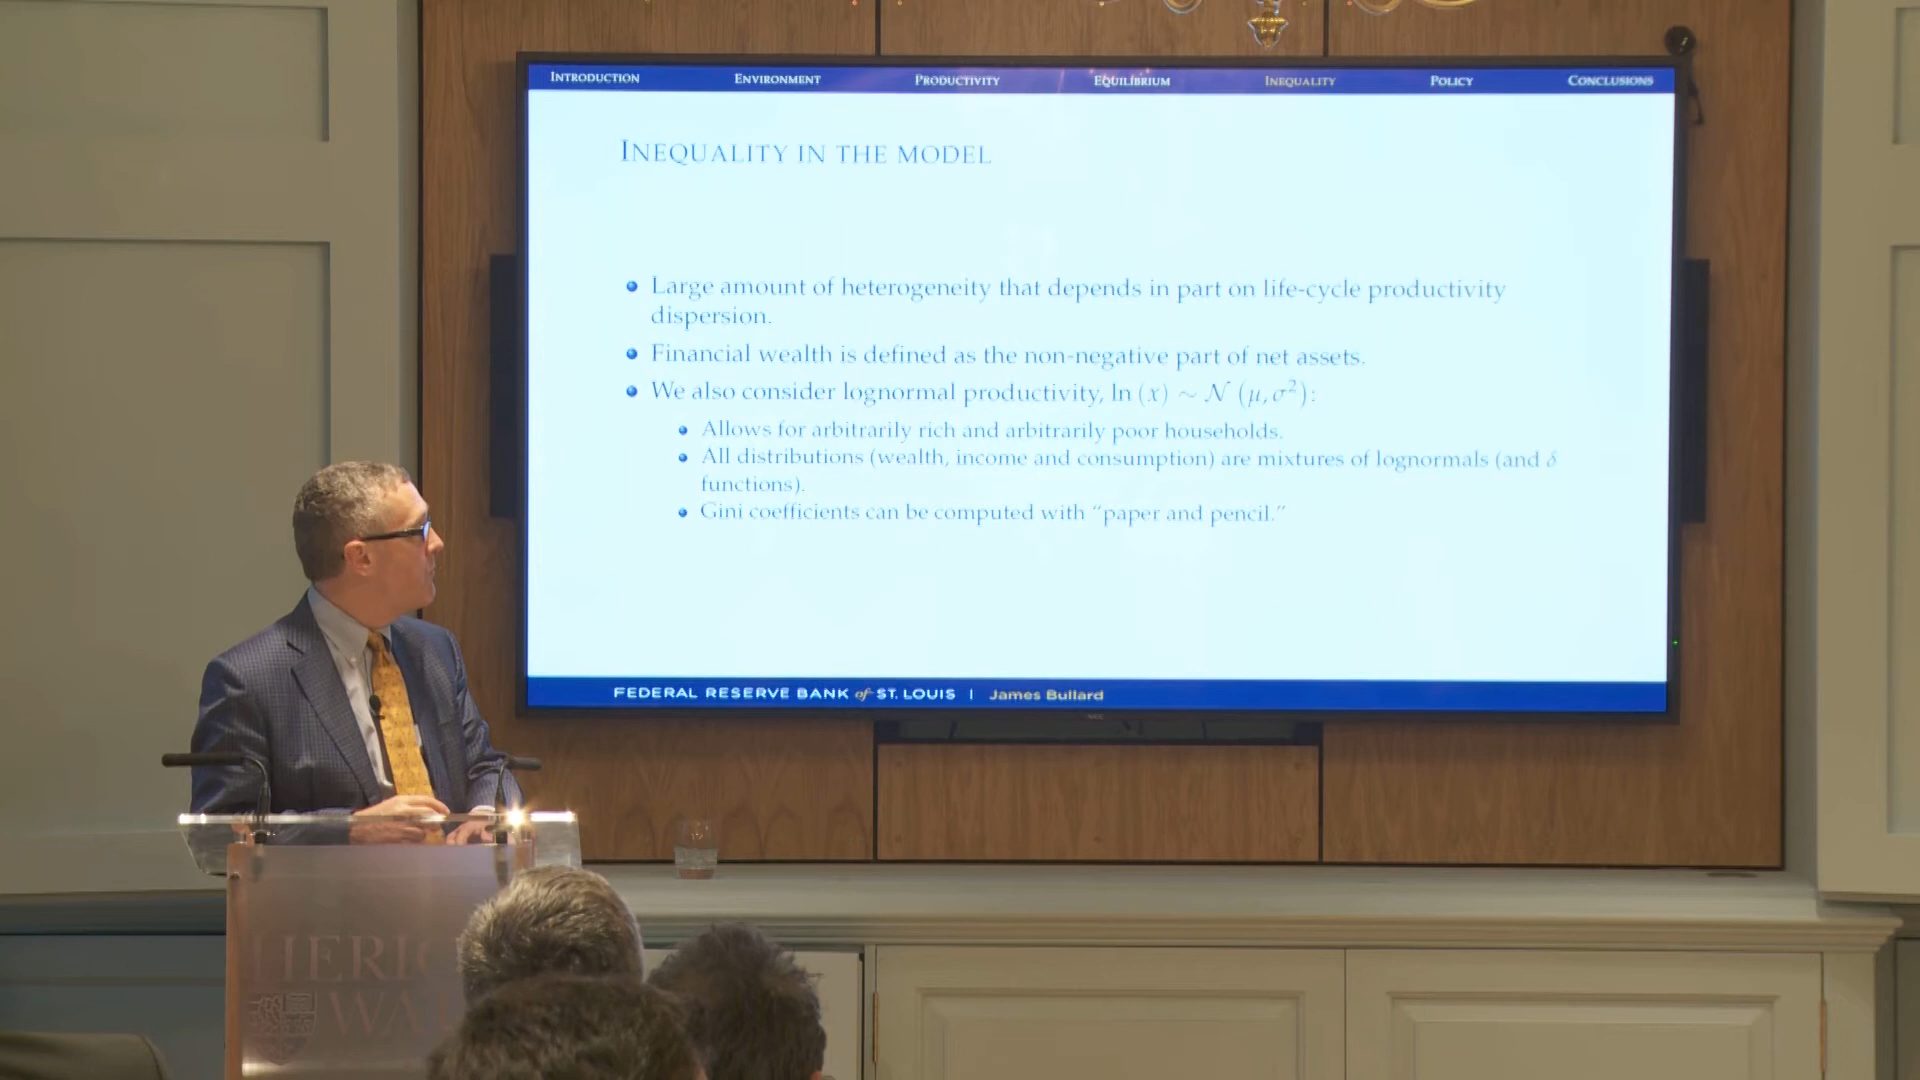 INTRODUCTION ENVIRONMENT PRODUCTIVITY EQUILIBRIUM INEQUALITY POLICY CONCLUSIONS
INEQUALITY IN THE MODEL
Large amount of heterogeneity that depends in part on life-cycle productivity
dispersion.
Financial wealth is defined as the non-negative part of net assets.
We also consider lognormal productivity, ln (x) ~ N (μ, σ²):
Allows for arbitrarily rich and arbitrarily poor households.
All distributions (wealth, income and consumption) are mixtures of lognormals (and δ
functions).
Gini coefficients can be computed with “paper and pencil.”
FEDERAL RESERVE BANK of ST. LOUIS | James Bullard
HERIO
WA